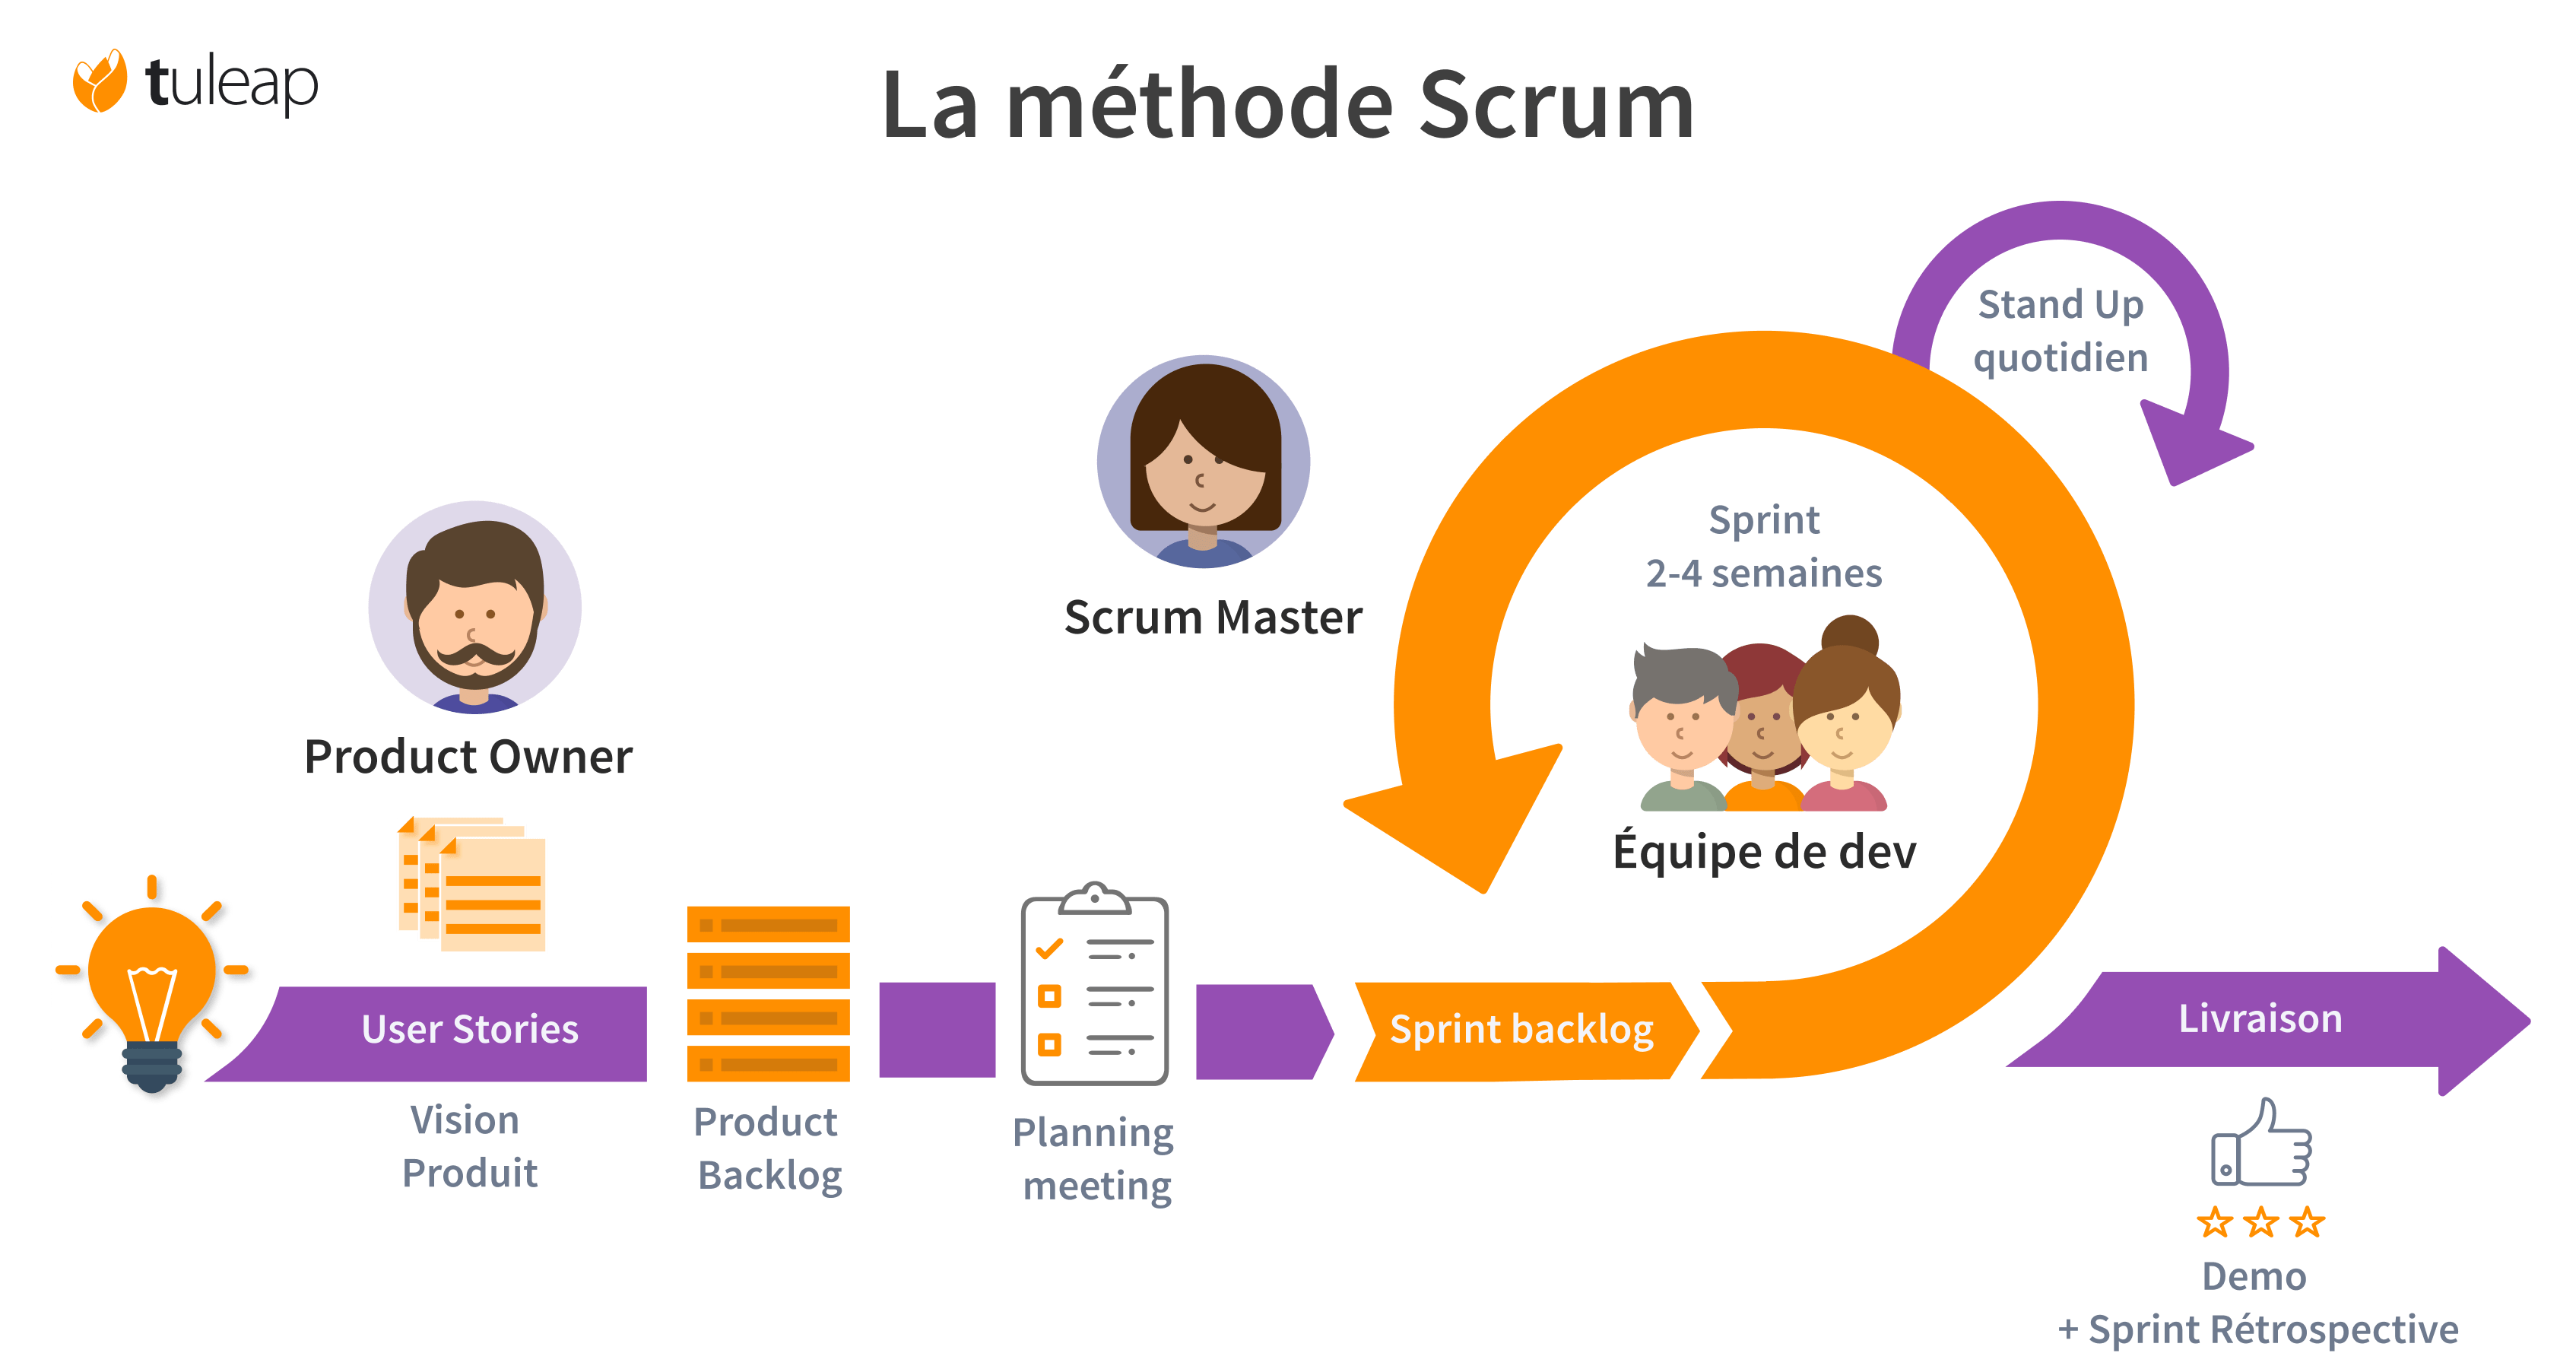 tuleap
La méthode Scrum
Stand Up
quotidien
Sprint
2-4 semaines
Scrum Master
Product Owner
Équipe de dev
User Stories
Sprint backlog
Livraison
Vision
Produit
Product
Backlog
Planning
meeting
Demo
+ Sprint Rétrospective